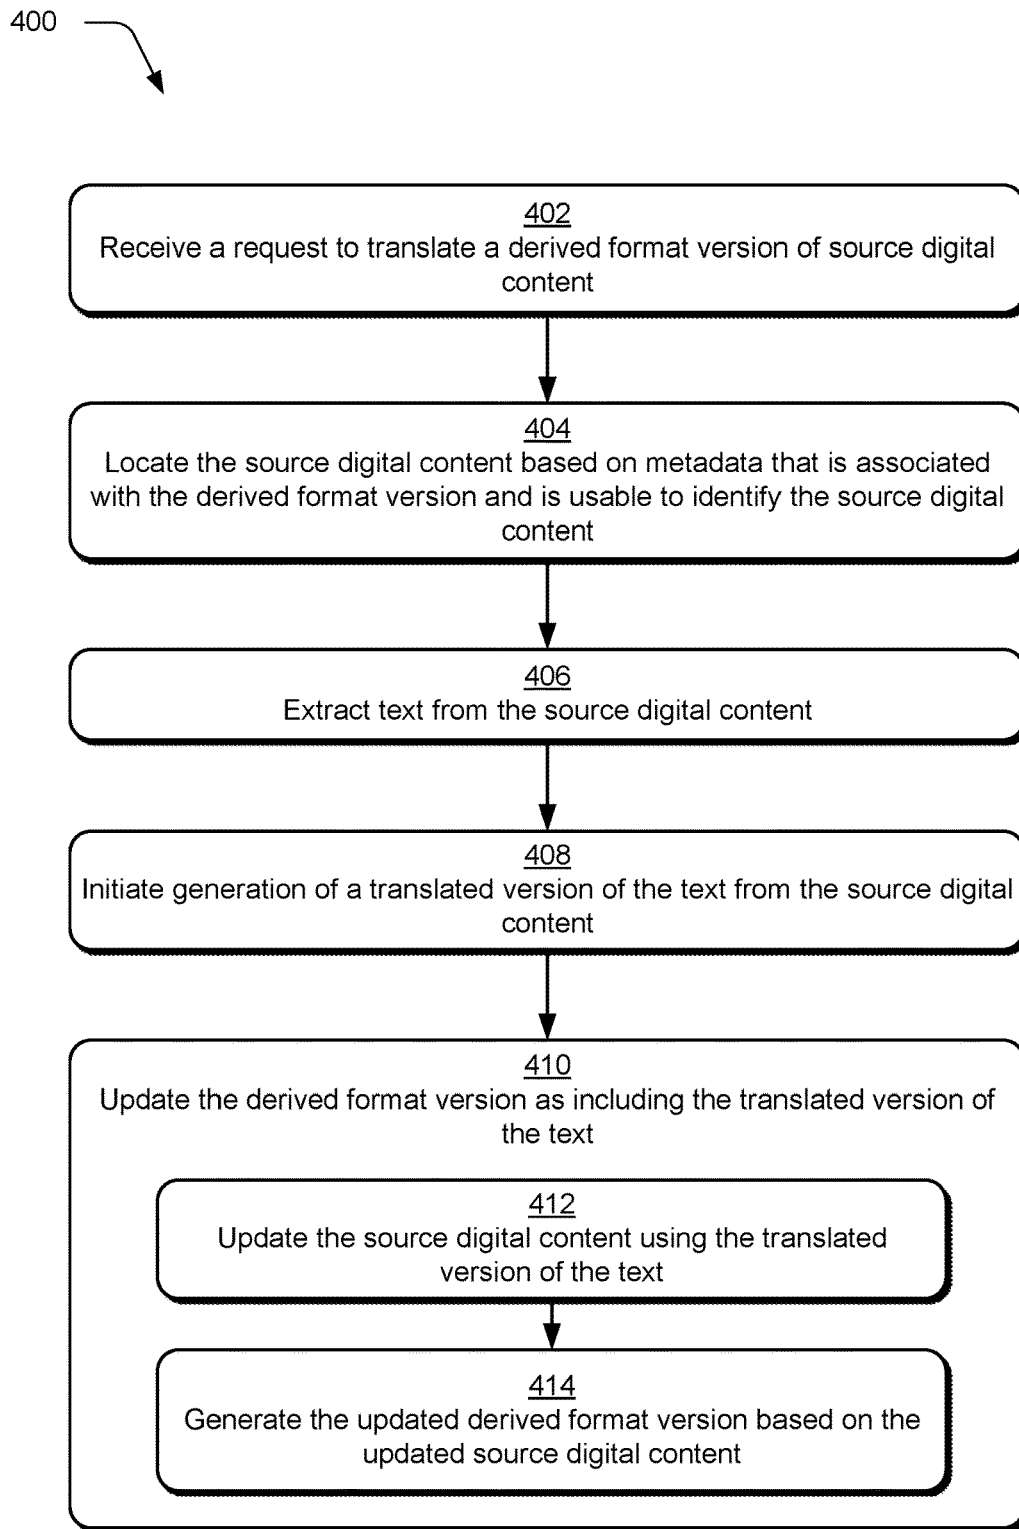 400
402
Receive a request to translate a derived format version of source digital
content
404
Locate the source digital content based on metadata that is associated
with the derived format version and is usable to identify the source digital
content
406
Extract text from the source digital content
408
Initiate generation of a translated version of the text from the source digital
content
410
Update the derived format version as including the translated version of
the text
412
Update the source digital content using the translated
version of the text
414
Generate the updated derived format version based on the
updated source digital content